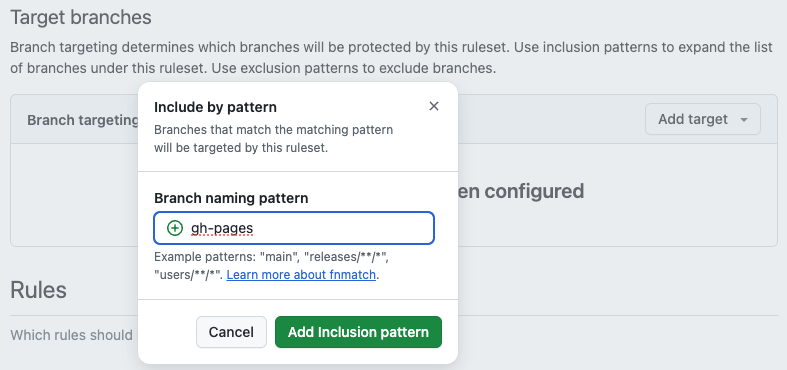 Target branches
Branch targeting determines which branches will be protected by this ruleset. Use inclusion patterns to expand the list
of branches under this ruleset. Use exclusion patterns to exclude branches.
Branch targeting
Add target
en configured
Include by pattern
Branches that match the matching pattern
will be targeted by this ruleset.
Branch naming pattern
gh-pages
Example patterns: "main", "releases/**/*",
"users/**/*". Learn more about fnmatch.
Cancel
Add Inclusion pattern
Rules
Which rules should